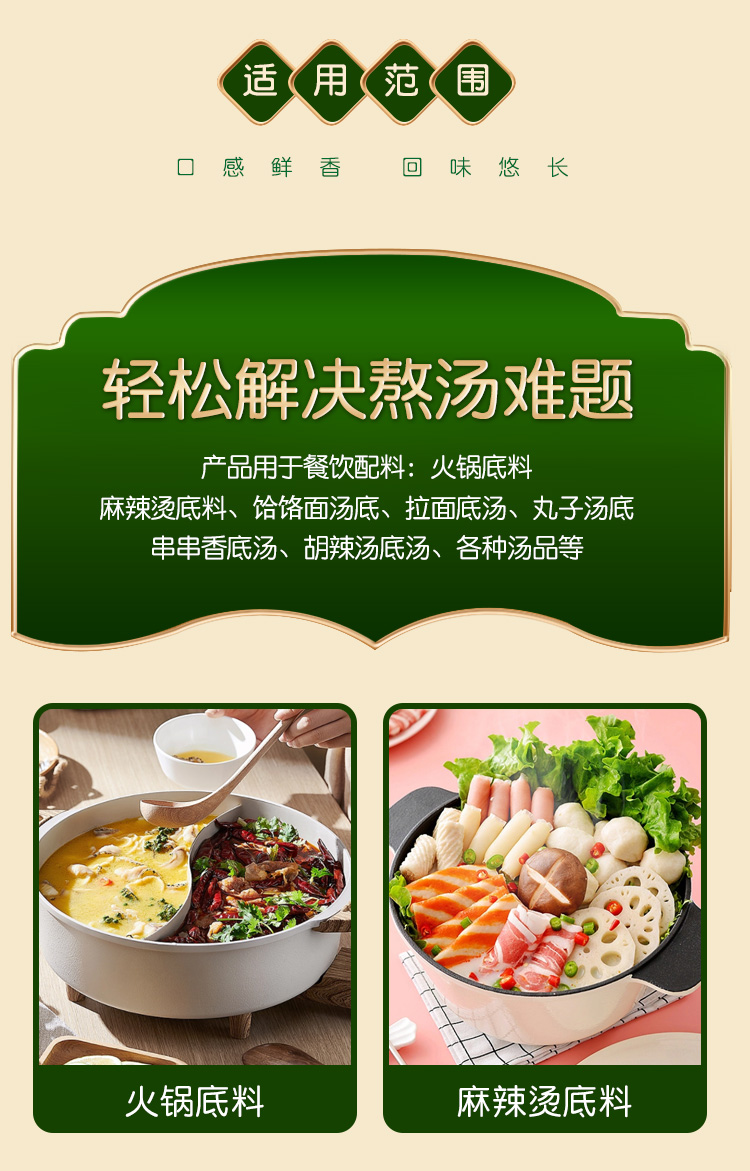 适用范围
口感鲜香 回味悠长
轻松解决熬汤难题
产品用于餐饮配料：火锅底料
麻辣烫底料、饸饹面汤底、拉面底汤、丸子汤底
串串香底汤、胡辣汤底汤、各种汤品等
火锅底料
麻辣烫底料